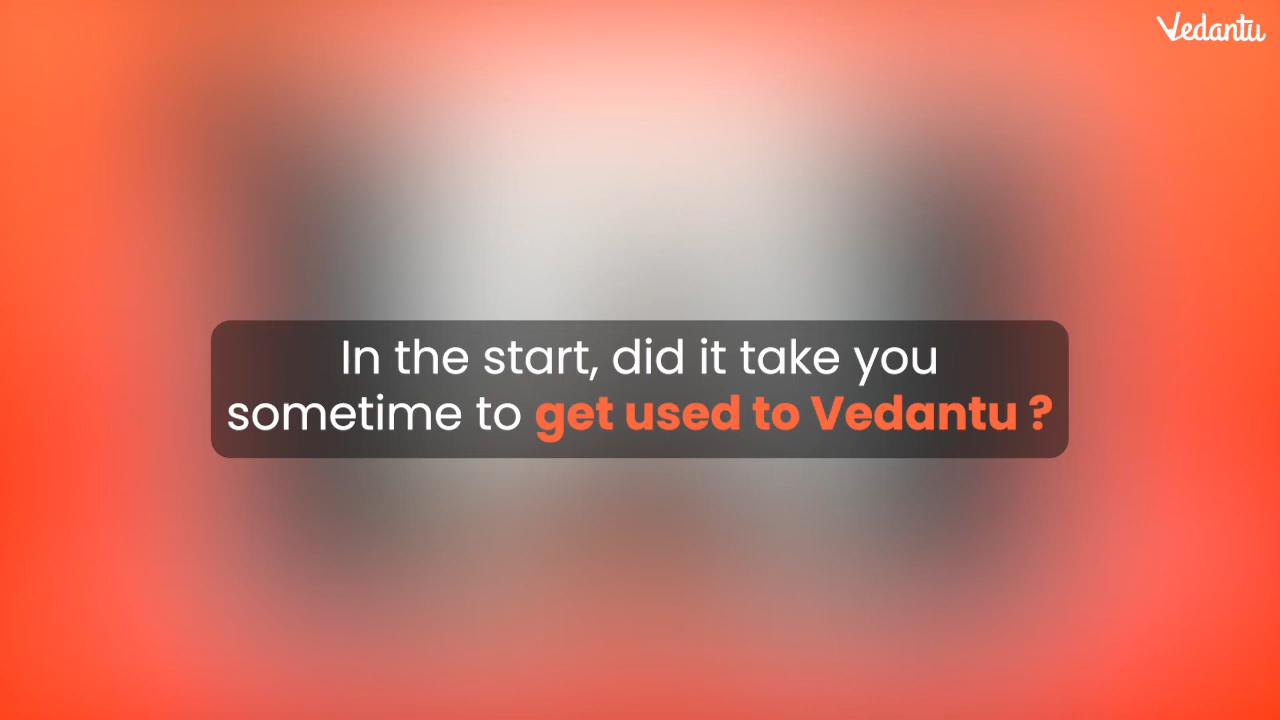 Vedantu
In the start, did it take you
sometime to get used to Vedantu ?